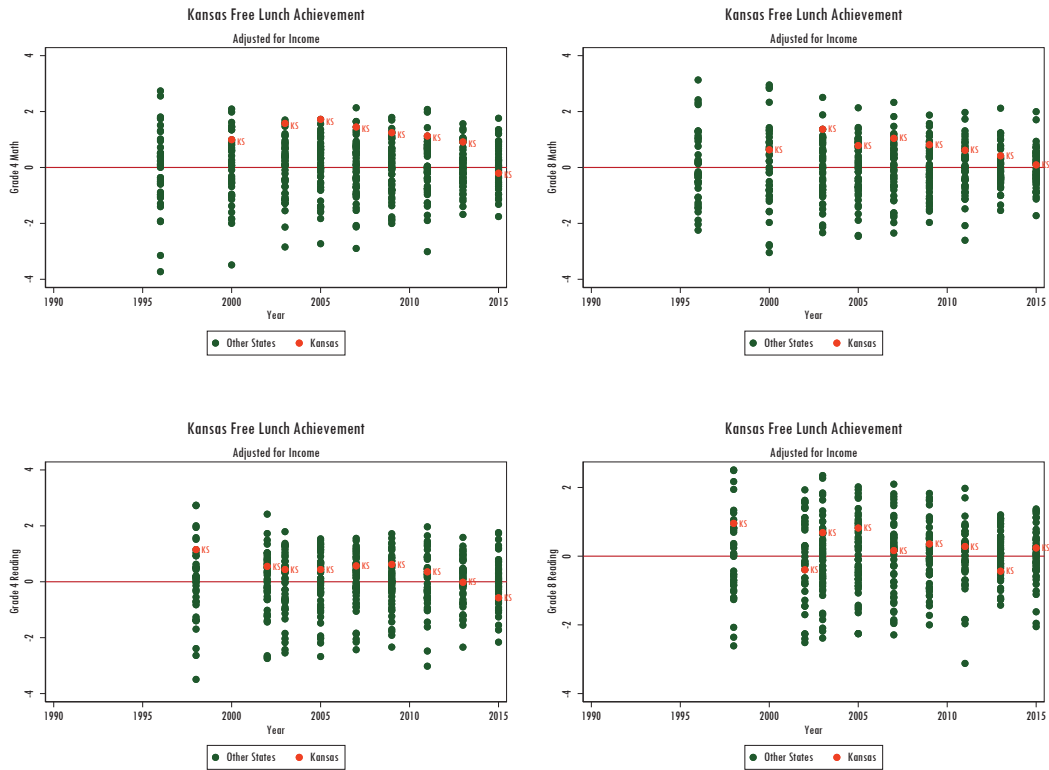 Kansas Free Lunch Achievement
Adjusted for Income
Grade 4 Math
4
2
0
-2
-4
KS KS KS KS KS KS KS KS
1990 1995 2000 2005 2010 2015
Year
Other States Kansas
Kansas Free Lunch Achievement
Adjusted for Income
Grade 8 Math
4
2
0
-2
-4
KS KS KS KS KS KS KS KS
1990 1995 2000 2005 2010 2015
Year
Other States Kansas
Kansas Free Lunch Achievement
Adjusted for Income
Grade 4 Reading
4
2
0
-2
-4
KS KS KS KS KS KS KS KS KS
1990 1995 2000 2005 2010 2015
Year
Other States Kansas
Kansas Free Lunch Achievement
Adjusted for Income
Grade 8 Reading
2
0
-2
-4
KS KS KS KS KS KS KS KS KS
1990 1995 2000 2005 2010 2015
Year
Other States Kansas